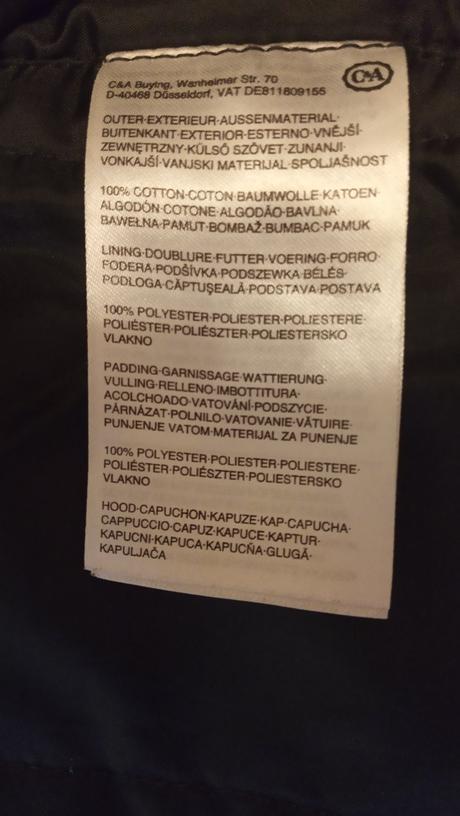 C&A
C&A Buying, Wanheimer Str. 70
D-40468 Düsseldorf, VAT DE811809155
OUTER·EXTERIEUR·AUSSENMATERIAL·
BUITENKANT·EXTERIOR·ESTERNO·VNĚJŠÍ·
ZEWNĘTRZNY·KÜLSŐ SZÖVET·ZUNANJI·
VONKAJŠÍ·VANJSKI MATERIJAL·SPOLJAŠNOST
100% COTTON·COTON·BAUMWOLLE·KATOEN·
ALGODÓN·COTONE·ALGODÃO·BAVLNA·
BAWEŁNA·PAMUT·BOMBAŽ·BUMBAC·PAMUK
LINING·DOUBLURE·FUTTER·VOERING·FORRO·
FODERA·PODŠÍVKA·PODSZEWKA·BÉLÉS·
PODLOGA·CĂPTUŞEALĂ·PODSTAVA·POSTAVA
100% POLYESTER·POLIESTER·POLIESTERE·
POLIÉSTER·POLIÉSZTER·POLIESTERSKO
VLAKNO
PADDING·GARNISSAGE·WATTIERUNG·
VULLING·RELLENO·IMBOTTITURA·
ACOLCHOADO·VATOVÁNÍ·PODSZYCIE·
PÁRNÁZAT·POLNILO·VATOVANIE·VĂTUIRE·
PUNJENJE VATOM·MATERIJAL ZA PUNENJE
100% POLYESTER·POLIESTER·POLIESTERE·
POLIÉSTER·POLIÉSZTER·POLIESTERSKO
VLAKNO
HOOD·CAPUCHON·KAPUZE·KAP·CAPUCHA·
CAPPUCCIO·CAPUZ·KAPUCE·KAPTUR·
KAPUCNI·KAPUCA·KAPUCŇA·GLUGĂ·
KAPULJAČA